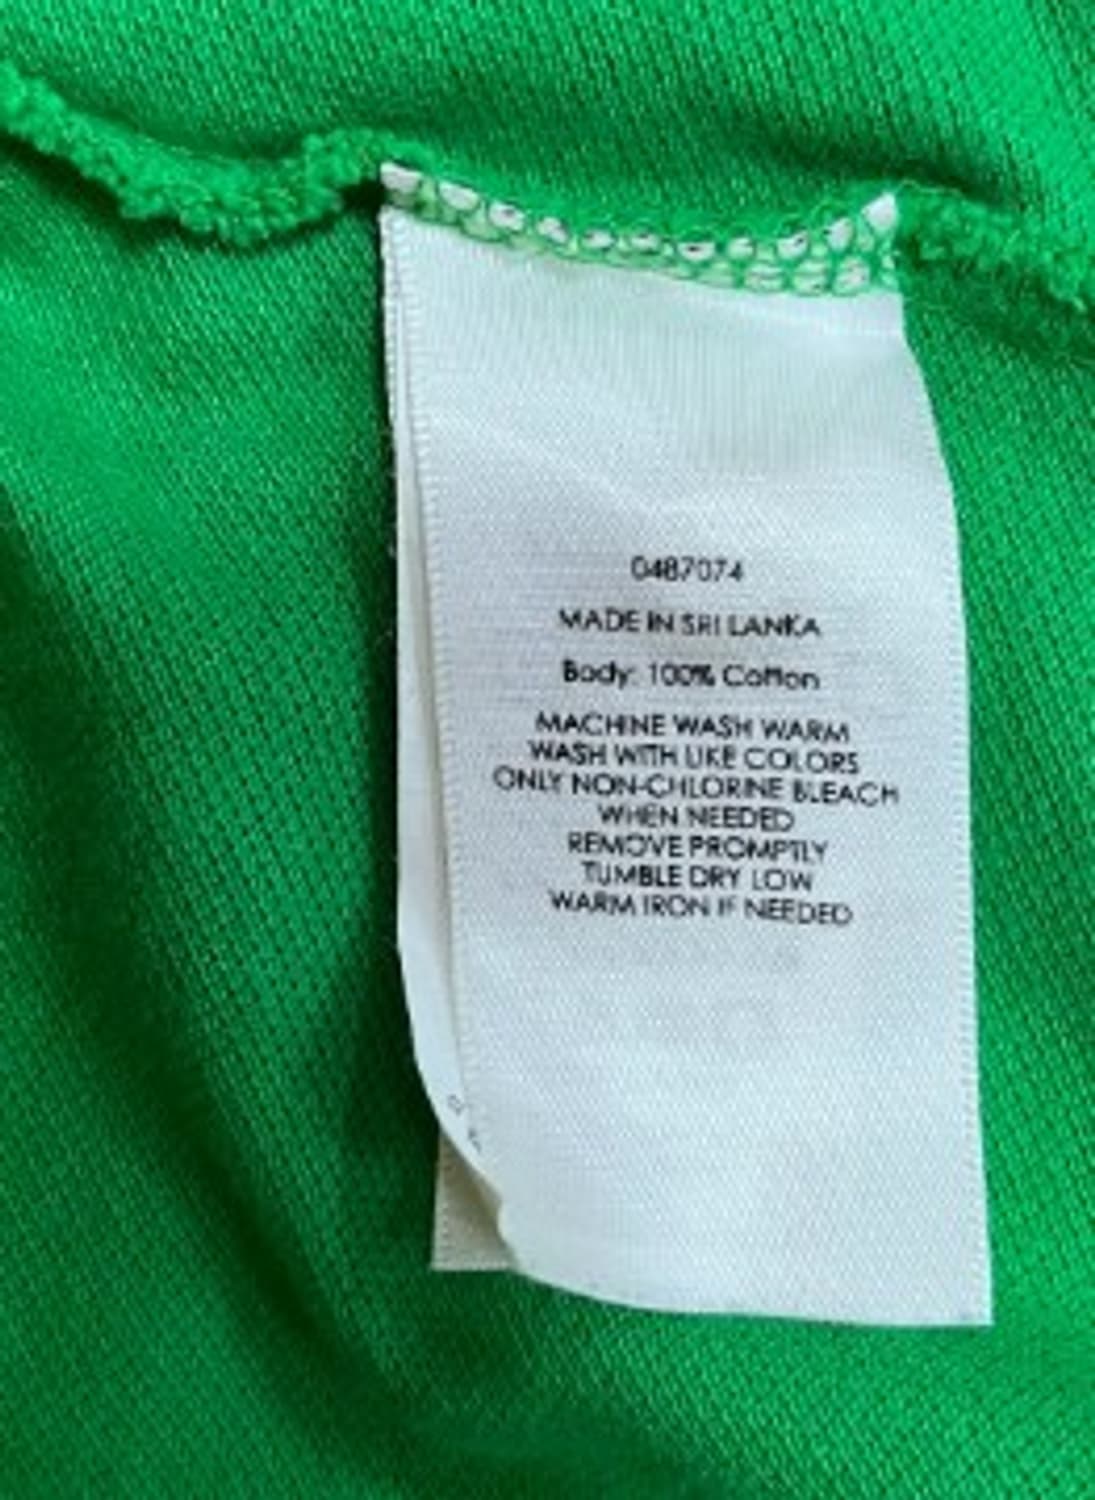 0487074
MADE IN SRI LANKA
Body: 100% Cotton
MACHINE WASH WARM
WASH WITH LIKE COLORS
ONLY NON-CHLORINE BLEACH
WHEN NEEDED
REMOVE PROMPTLY
TUMBLE DRY LOW
WARM IRON IF NEEDED